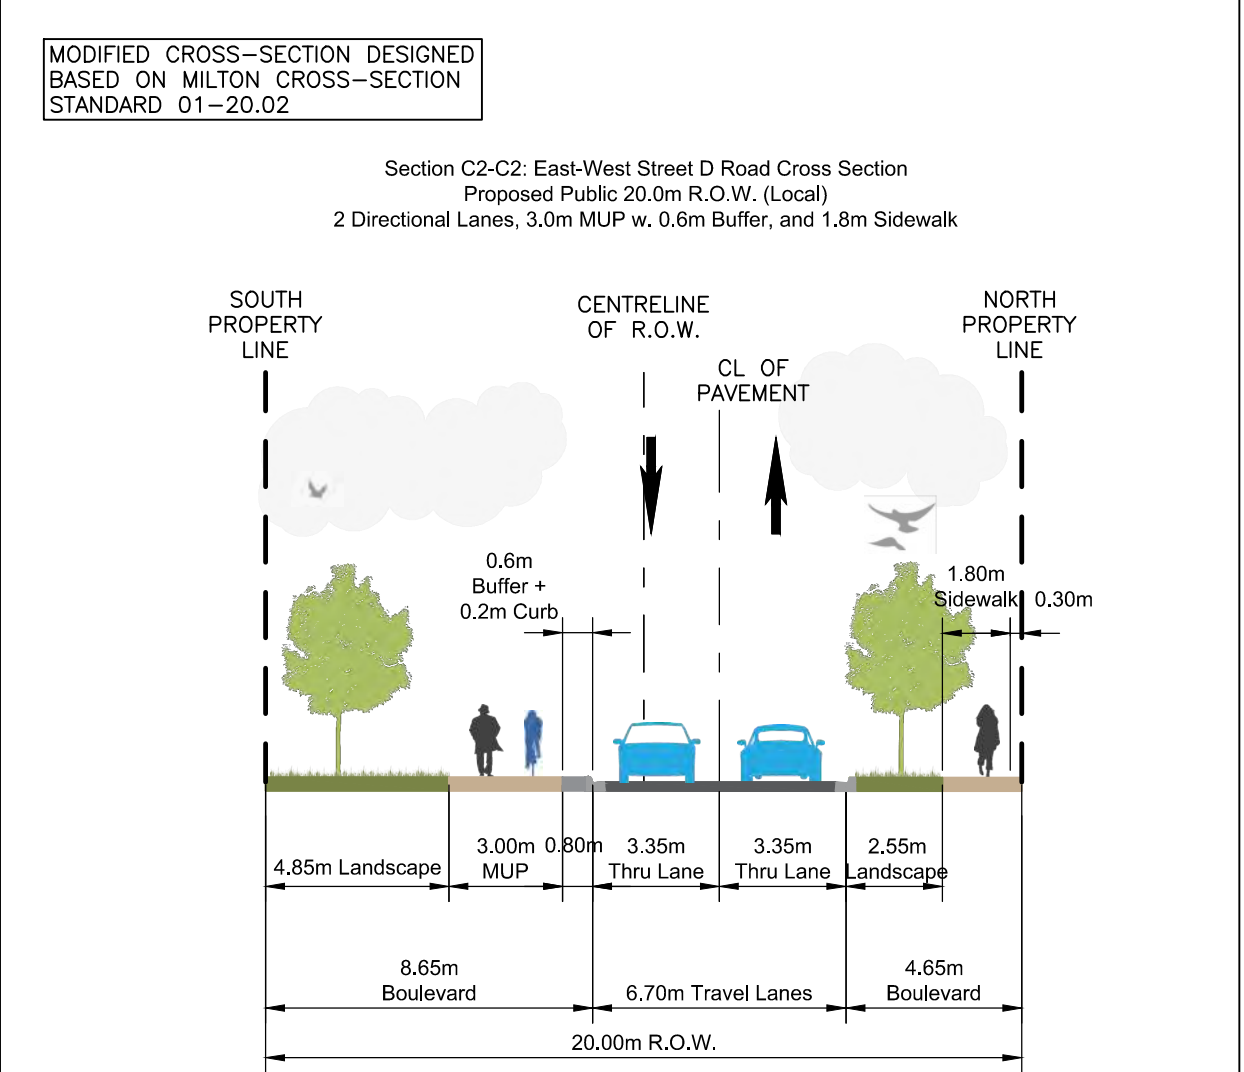 MODIFIED CROSS-SECTION DESIGNED
BASED ON MILTON CROSS-SECTION
STANDARD 01-20.02
Section C2-C2: East-West Street D Road Cross Section
Proposed Public 20.0m R.O.W. (Local)
2 Directional Lanes, 3.0m MUP w. 0.6m Buffer, and 1.8m Sidewalk
SOUTH
PROPERTY
LINE
CENTRELINE
OF R.O.W.
CL OF
PAVEMENT
NORTH
PROPERTY
LINE
0.6m
Buffer +
0.2m Curb
1.80m
Sidewalk
0.30m
4.85m Landscape
3.00m
MUP
0.80m
3.35m
Thru Lane
3.35m
Thru Lane
2.55m
Landscape
8.65m
Boulevard
6.70m Travel Lanes
4.65m
Boulevard
20.00m R.O.W.